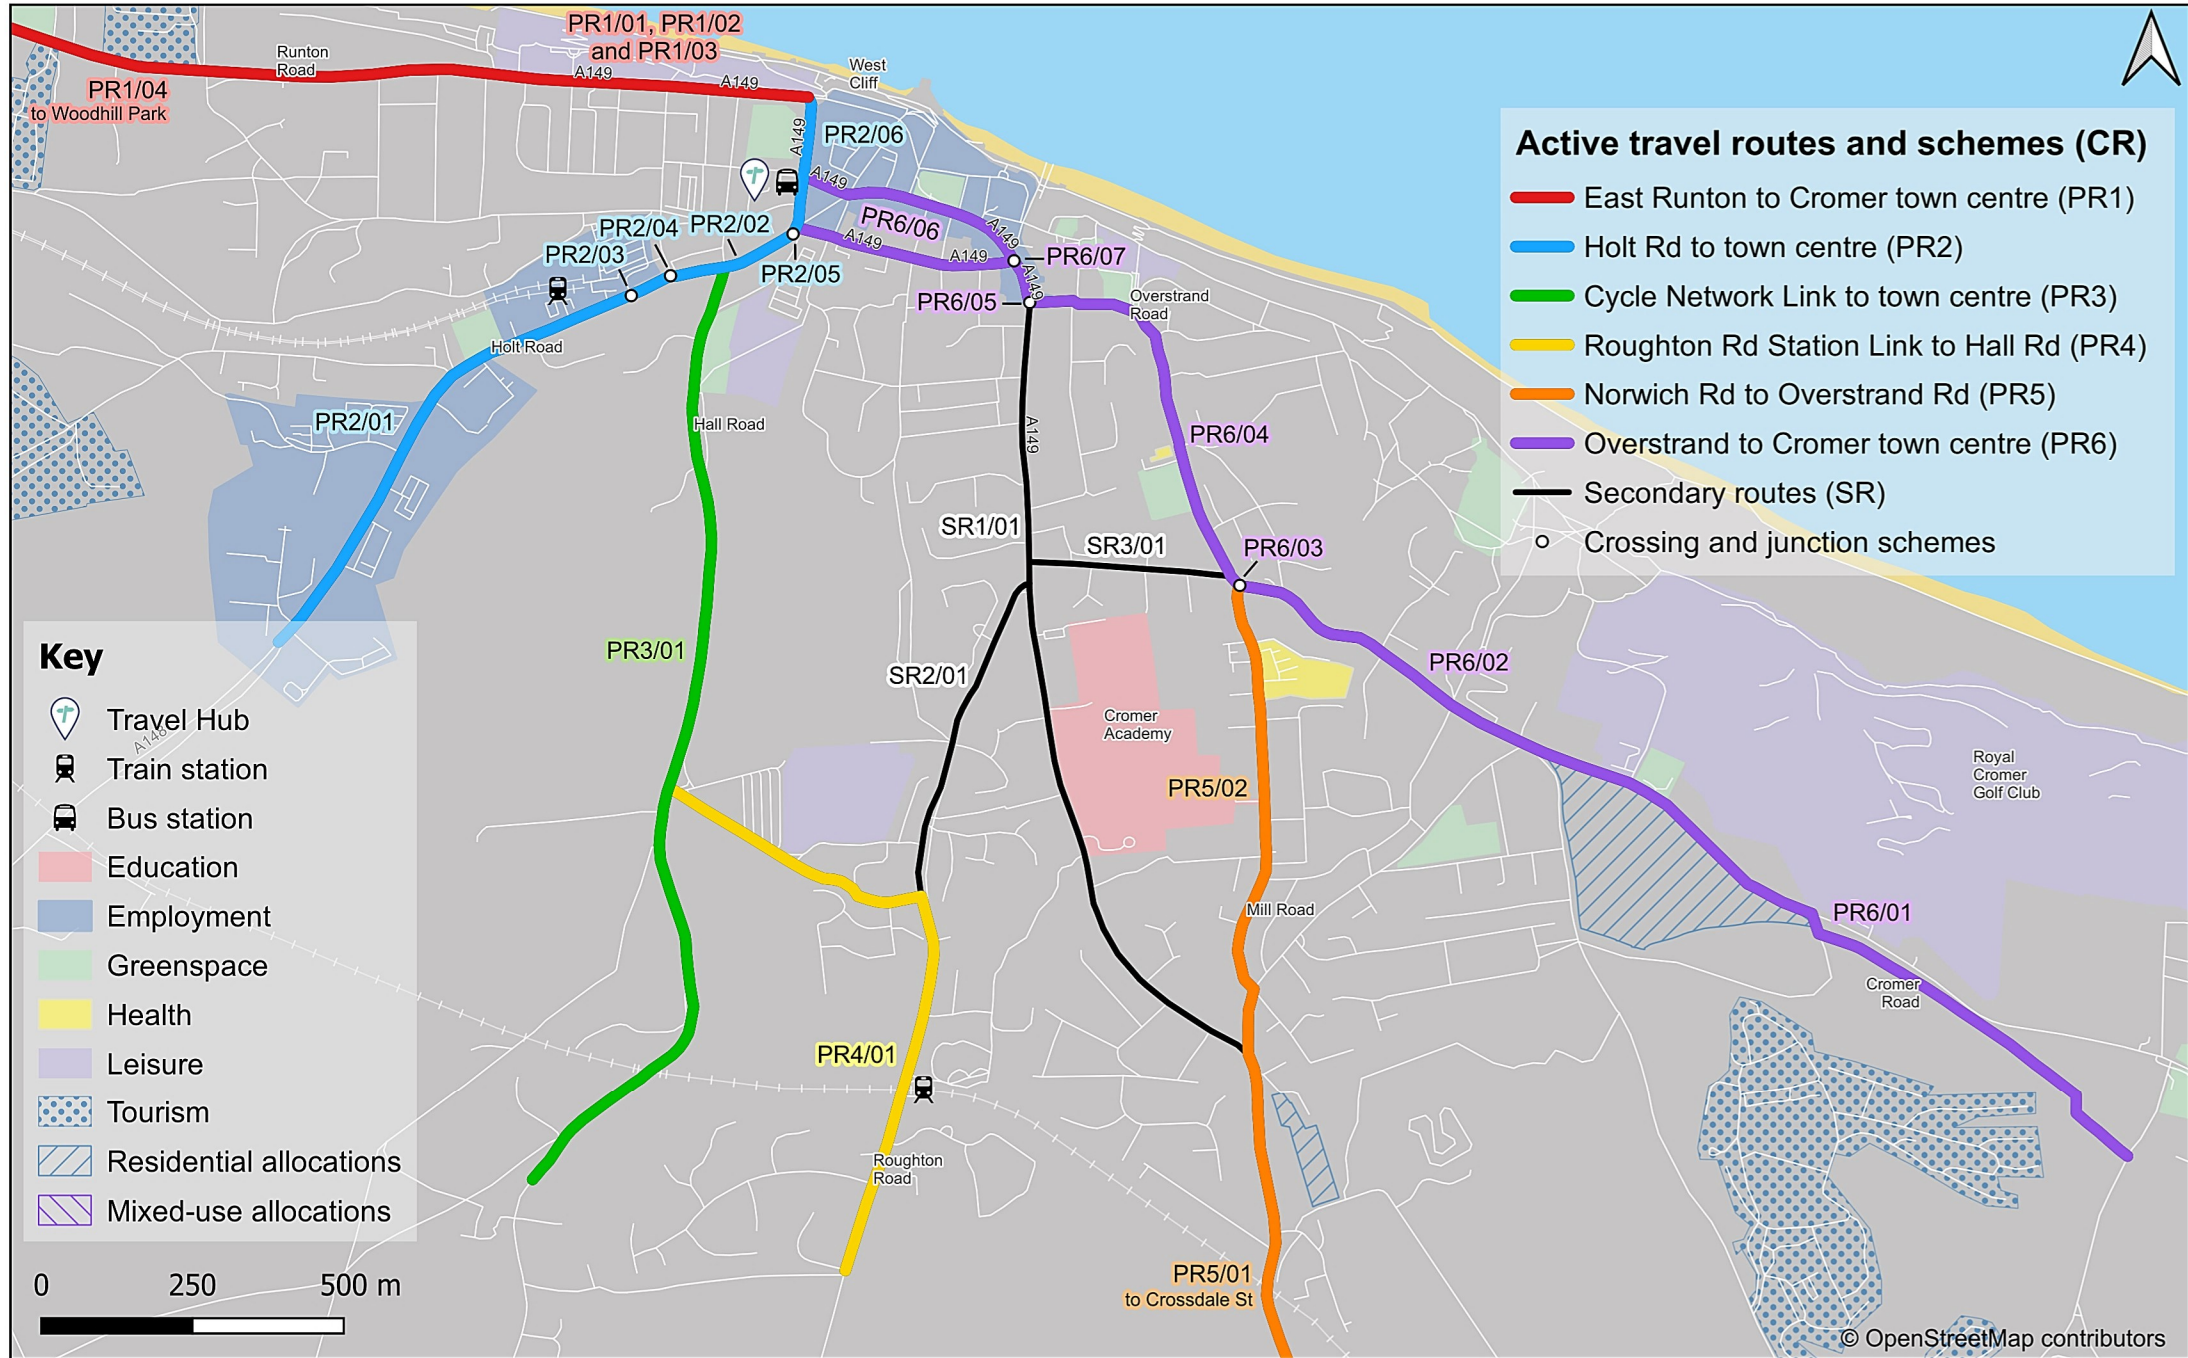 PR1/01, PR1/02
and PR1/03
Runton
Road
A149
A149
West
Cliff
PR1/04
to Woodhill Park
A149
PR2/06
A149
PR2/04
PR2/02
PR6/06
A149
A149
PR2/03
PR2/05
A149
PR6/07
A149
PR6/05
Overstrand
Road
Holt Road
PR2/01
Hall Road
A149
PR6/04
SR1/01
SR3/01
PR6/03
PR3/01
SR2/01
PR6/02
Cromer
Academy
Royal
Cromer
Golf Club
PR5/02
Mill Road
PR6/01
Cromer
Road
PR4/01
Roughton
Road
PR5/01
to Crossdale St
Active travel routes and schemes (CR)
East Runton to Cromer town centre (PR1)
Holt Rd to town centre (PR2)
Cycle Network Link to town centre (PR3)
Roughton Rd Station Link to Hall Rd (PR4)
Norwich Rd to Overstrand Rd (PR5)
Overstrand to Cromer town centre (PR6)
Secondary routes (SR)
Crossing and junction schemes
Key
Travel Hub
A148
Train station
Bus station
Education
Employment
Greenspace
Health
Leisure
Tourism
Residential allocations
Mixed-use allocations
0 250 500 m
© OpenStreetMap contributors